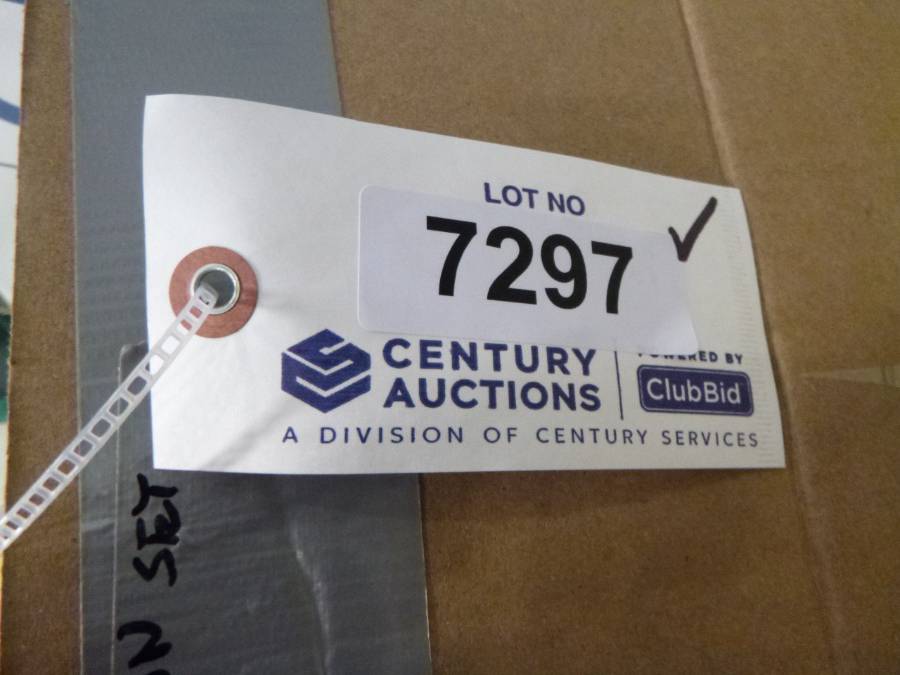 LOT NO
7297
CENTURY
AUCTIONS
POWERED BY
ClubBid
A DIVISION OF CENTURY SERVICES
SET